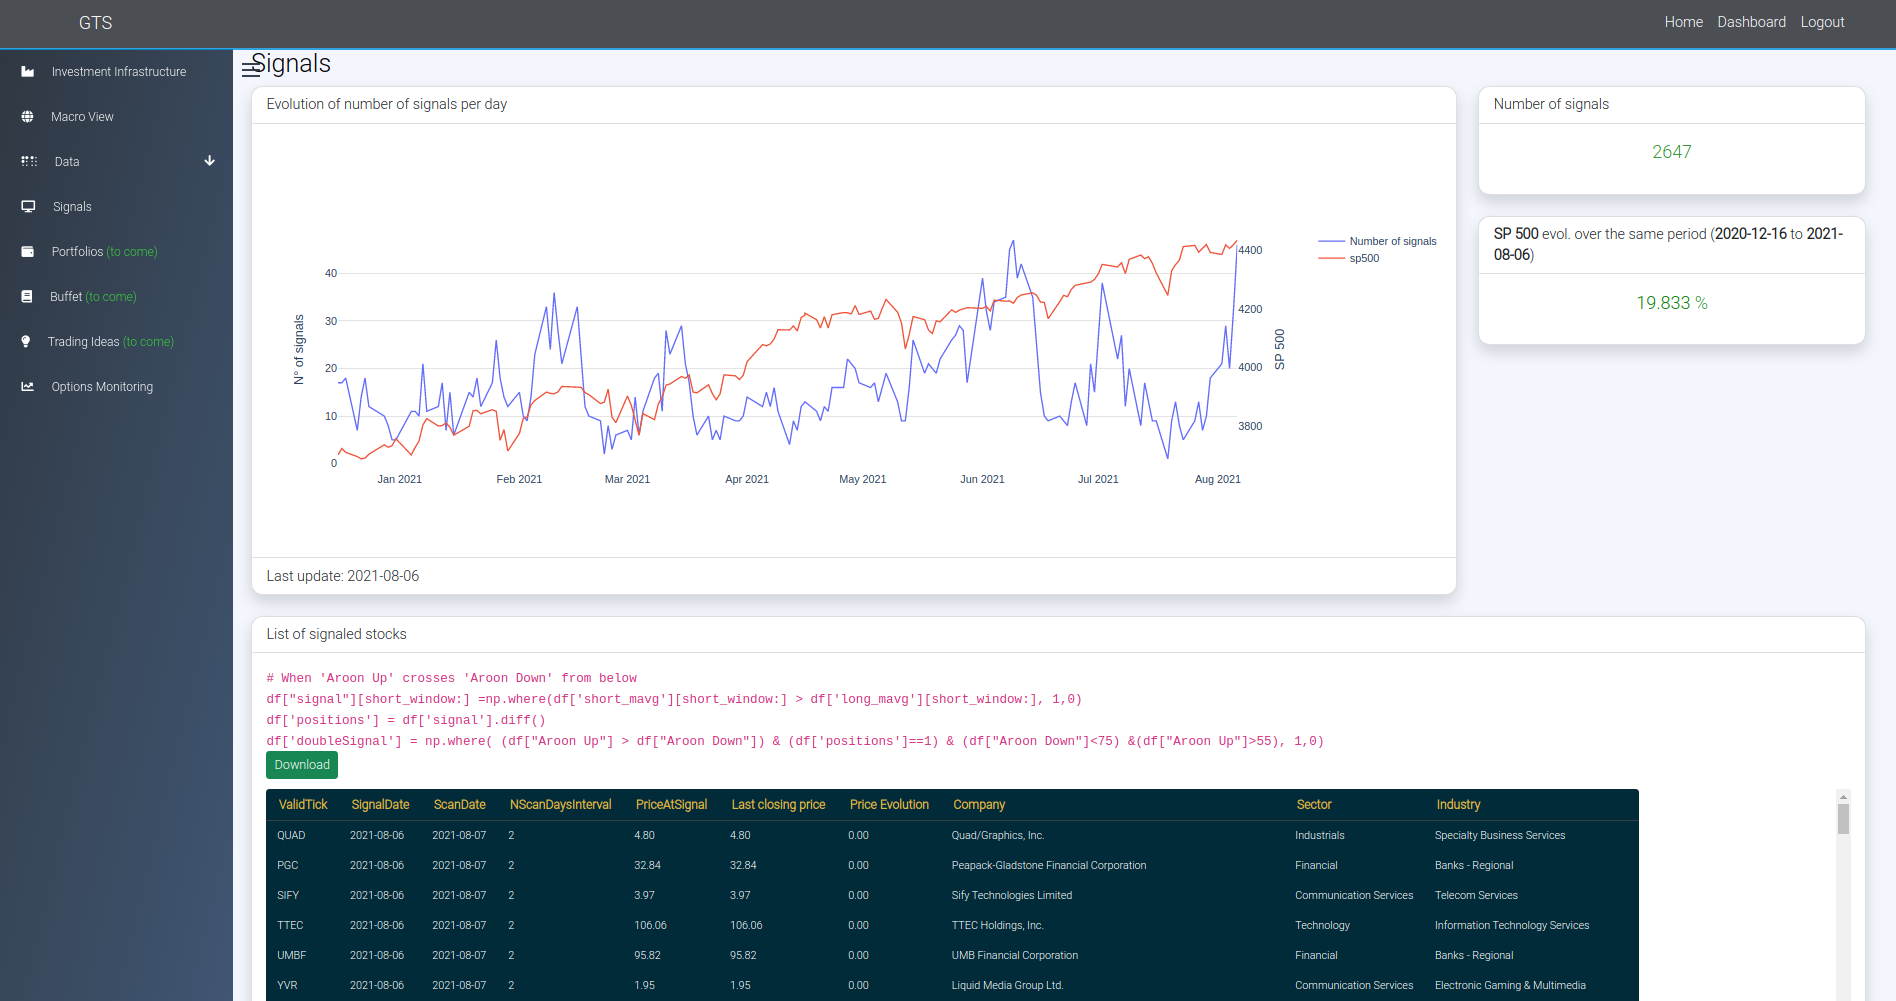 GTS
Home Dashboard Logout
Investment Infrastructure
Macro View
Data
Signals
Portfolios (to come)
Buffet (to come)
Trading Ideas (to come)
Options Monitoring
Signals
Evolution of number of signals per day
N° of signals
40
30
20
10
0
Jan 2021 Feb 2021 Mar 2021 Apr 2021 May 2021 Jun 2021 Jul 2021 Aug 2021
4400
4200
4000
3800
SP 500
Number of signals
sp500
Last update: 2021-08-06
Number of signals
2647
SP 500 evol. over the same period (2020-12-16 to 2021-
08-06)
19.833 %
List of signaled stocks
# When 'Aroon Up' crosses 'Aroon Down' from below
df["signal"][short_window:] =np.where(df['short_mavg'][short_window:] > df['long_mavg'][short_window:], 1,0)
df['positions'] = df['signal'].diff()
df['doubleSignal'] = np.where( (df["Aroon Up"] > df["Aroon Down"]) & (df['positions']==1) & (df["Aroon Down"]<75) &(df["Aroon Up"]>55), 1,0)
Download
ValidTick SignalDate ScanDate NScanDaysInterval PriceAtSignal Last closing price Price Evolution Company Sector Industry
QUAD 2021-08-06 2021-08-07 2 4.80 4.80 0.00 Quad/Graphics, Inc. Industrials Specialty Business Services
PGC 2021-08-06 2021-08-07 2 32.84 32.84 0.00 Peapack-Gladstone Financial Corporation Financial Banks - Regional
SIFY 2021-08-06 2021-08-07 2 3.97 3.97 0.00 Sify Technologies Limited Communication Services Telecom Services
TTEC 2021-08-06 2021-08-07 2 106.06 106.06 0.00 TTEC Holdings, Inc. Technology Information Technology Services
UMBF 2021-08-06 2021-08-07 2 95.82 95.82 0.00 UMB Financial Corporation Financial Banks - Regional
YVR 2021-08-06 2021-08-07 2 1.95 1.95 0.00 Liquid Media Group Ltd. Communication Services Electronic Gaming & Multimedia